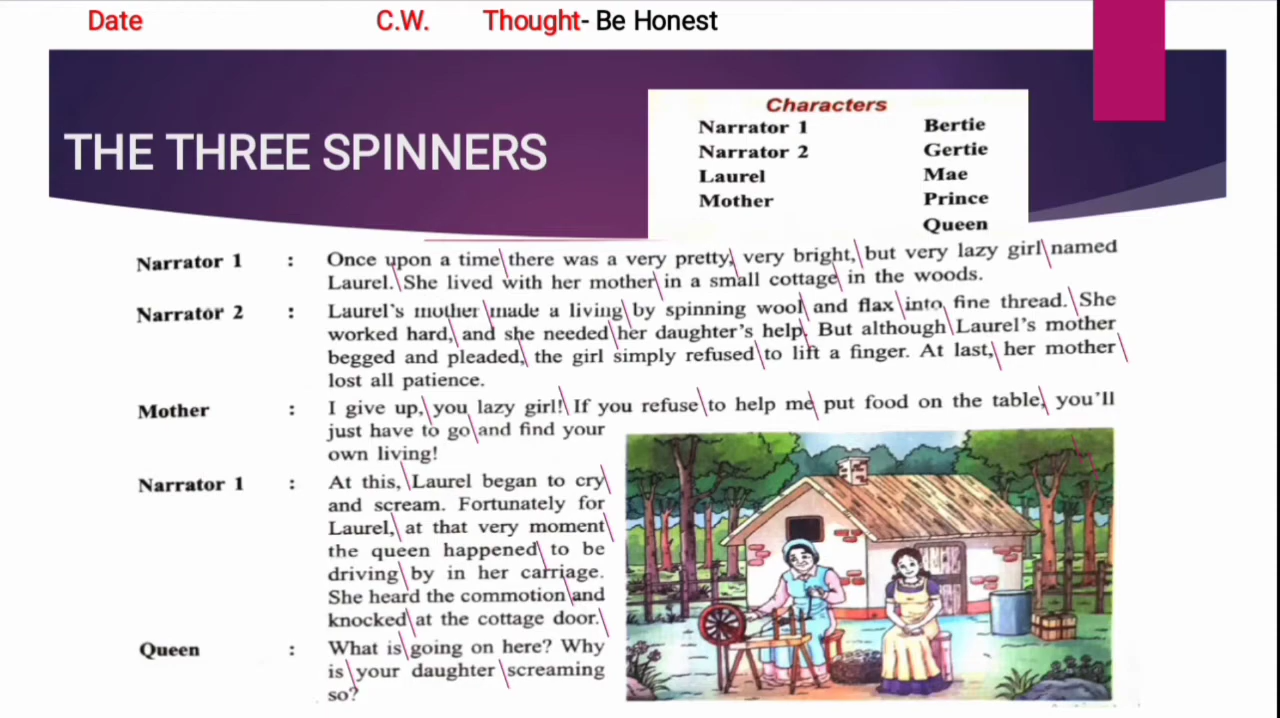 Date C.W. Thought- Be Honest
THE THREE SPINNERS
Characters
Narrator 1 Bertie
Narrator 2 Gertie
Laurel Mae
Mother Prince
Queen
Narrator 1 : Once upon a time there was a very pretty, very bright, but very lazy girl named
Laurel. She lived with her mother in a small cottage in the woods.
Narrator 2 : Laurel's mother made a living by spinning wool and flax into fine thread. She
worked hard, and she needed her daughter's help. But although Laurel's mother
begged and pleaded, the girl simply refused to lift a finger. At last, her mother
lost all patience.
Mother : I give up, you lazy girl! If you refuse to help me put food on the table, you'll
just have to go and find your
own living!
Narrator 1 : At this, Laurel began to cry
and scream. Fortunately for
Laurel, at that very moment
the queen happened to be
driving by in her carriage.
She heard the commotion and
knocked at the cottage door.
Queen : What is going on here? Why
is your daughter screaming
so?